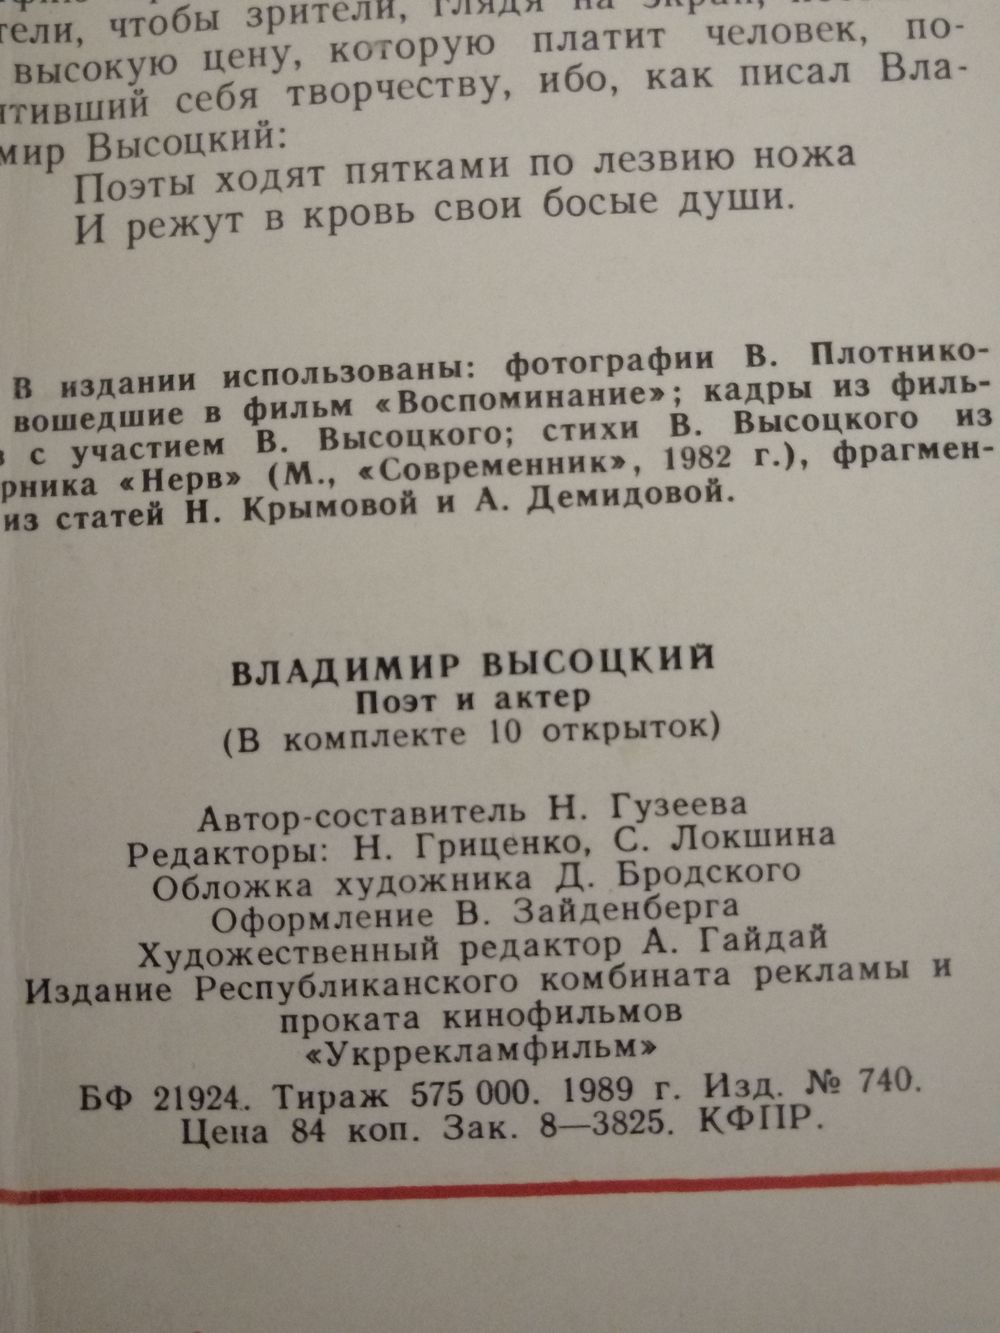 чтобы зрители, глядя на экран,
высокую цену, которую платит человек, по-
себя творчеству, ибо, как писал Вла-
мир Высоцкий:
Поэты ходят пятками по лезвию ножа
И режут в кровь свои босые души.
В издании использованы: фотографии В. Плотнико-
вошедшие в фильм «Воспоминание»; кадры из филь-
с участием В. Высоцкого; стихи В. Высоцкого из
рника «Нерв» (М., «Современник», 1982 г.), фрагмен-
из статей Н. Крымовой и А. Демидовой.
ВЛАДИМИР ВЫСОЦКИЙ
Поэт и актер
(В комплекте 10 открыток)
Автор-составитель Н. Гузеева
Редакторы: Н. Гриценко, С. Локшина
Обложка художника Д. Бродского
Оформление В. Зайденберга
Художественный редактор А. Гайдай
Издание Республиканского комбината рекламы и
проката кинофильмов
«Укррекламфильм»
БФ 21924. Тираж 575 000. 1989 г. Изд. № 740.
Цена 84 коп. Зак. 8—3825. КФПР.